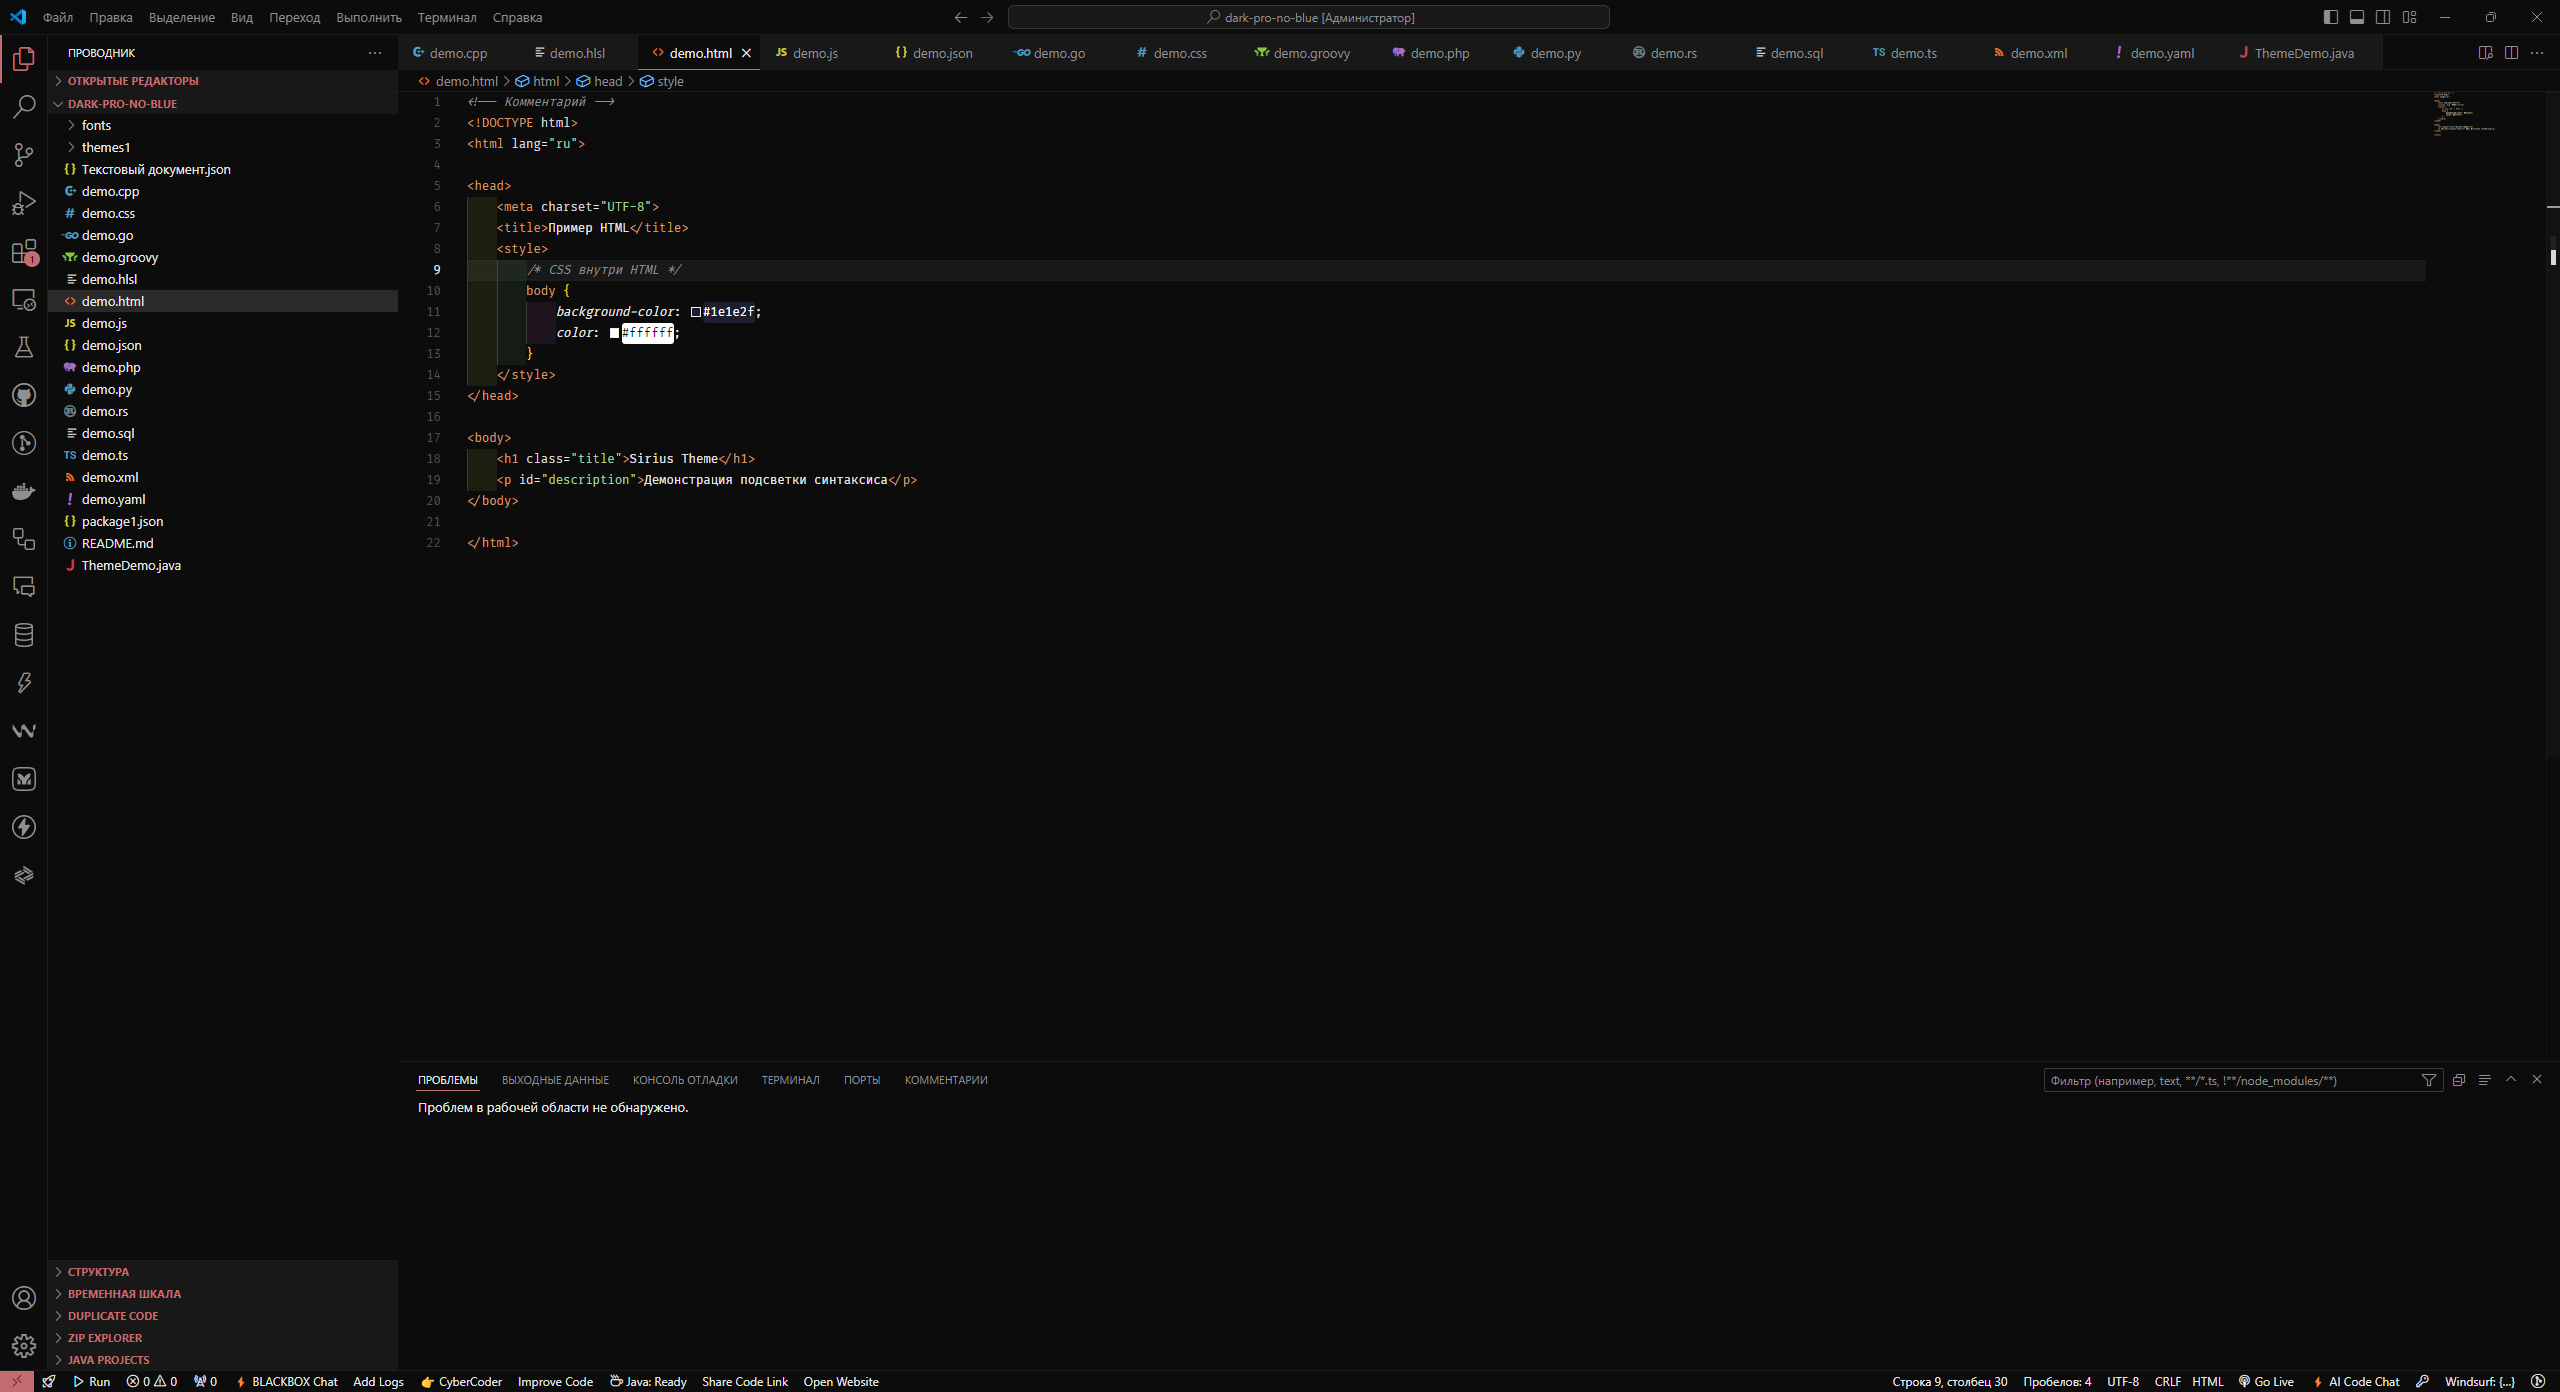 Файл Правка Выделение Вид Переход Выполнить Терминал Справка
dark-pro-no-blue [Администратор]
ПРОВОДНИК
ОТКРЫТЫЕ РЕДАКТОРЫ
DARK-PRO-NO-BLUE
fonts
themes1
{} Текстовый документ.json
demo.cpp
# demo.css
GO demo.go
demo.groovy
demo.hlsl
<> demo.html
JS demo.js
{} demo.json
demo.php
demo.py
demo.rs
demo.sql
TS demo.ts
demo.xml
! demo.yaml
{} package1.json
README.md
J ThemeDemo.java
1
СТРУКТУРА
ВРЕМЕННАЯ ШКАЛА
DUPLICATE CODE
ZIP EXPLORER
JAVA PROJECTS
demo.cpp demo.hlsl <> demo.html JS demo.js {} demo.json GO demo.go # demo.css demo.groovy demo.php demo.py demo.rs demo.sql TS demo.ts demo.xml ! demo.yaml J ThemeDemo.java
<> demo.html > html > head > style
1 <!-- Комментарий -->
2 <!DOCTYPE html>
3 <html lang="ru">
4
5 <head>
6 <meta charset="UTF-8">
7 <title>Пример HTML</title>
8 <style>
9 /* CSS внутри HTML */
10 body {
11 background-color: #1e1e2f;
12 color: #ffffff;
13 }
14 </style>
15 </head>
16
17 <body>
18 <h1 class="title">Sirius Theme</h1>
19 <p id="description">Демонстрация подсветки синтаксиса</p>
20 </body>
21
22 </html>
ПРОБЛЕМЫ ВЫХОДНЫЕ ДАННЫЕ КОНСОЛЬ ОТЛАДКИ ТЕРМИНАЛ ПОРТЫ КОММЕНТАРИИ
Фильтр (например, text, **/*.ts, !**/node_modules/**)
Проблем в рабочей области не обнаружено.
Run 0 0 0 BLACKBOX Chat Add Logs CyberCoder Improve Code Java: Ready Share Code Link Open Website
Строка 9, столбец 30 Пробелов: 4 UTF-8 CRLF HTML Go Live AI Code Chat Windsurf: {...}